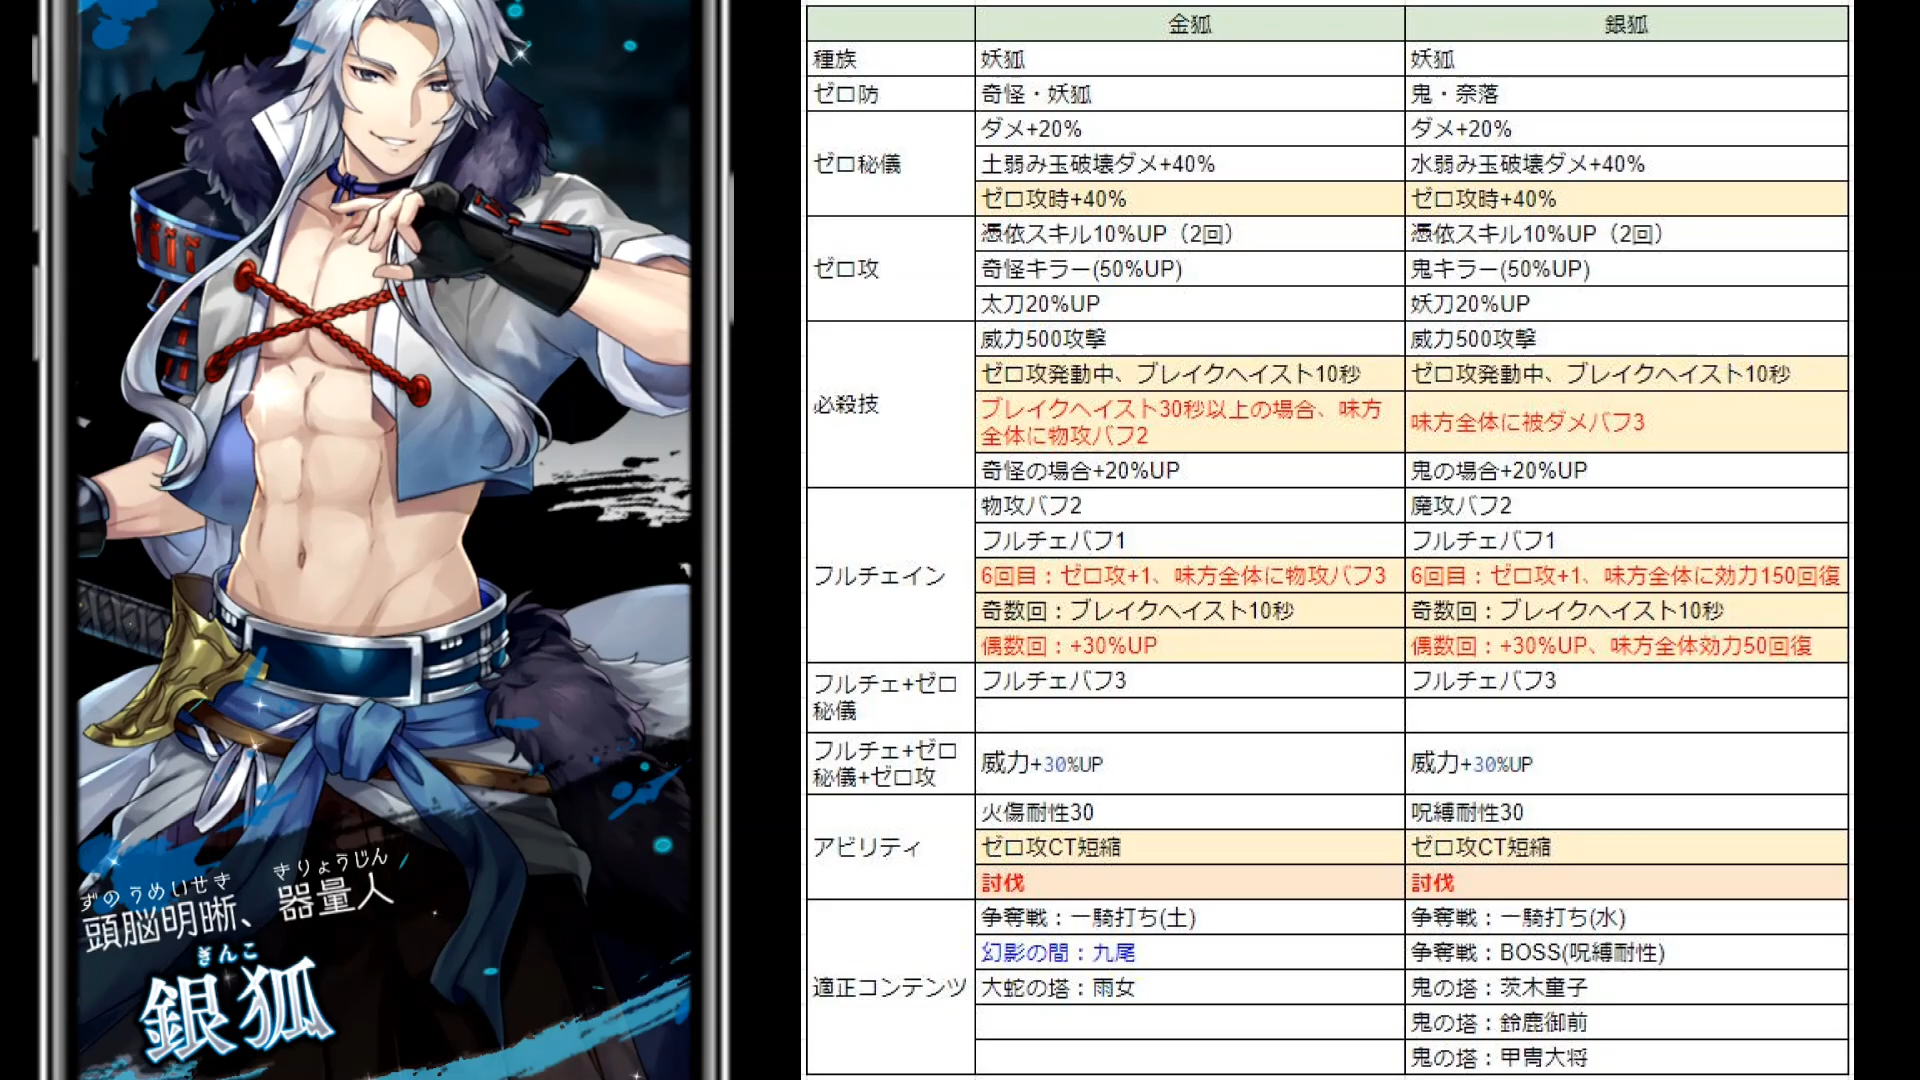 ずのうめいせき きりょうじん
頭脳明晰、器量人
ぎんこ
銀狐
金狐 銀狐
種族 妖狐 妖狐
ゼロ防 奇怪・妖狐 鬼・奈落
ゼロ秘儀 ダメ+20% ダメ+20%
土弱み玉破壊ダメ+40% 水弱み玉破壊ダメ+40%
ゼロ攻時+40% ゼロ攻時+40%
ゼロ攻 憑依スキル10%UP（2回） 憑依スキル10%UP（2回）
奇怪キラー(50%UP) 鬼キラー(50%UP)
太刀20%UP 妖刀20%UP
必殺技 威力500攻撃 威力500攻撃
ゼロ攻発動中、ブレイクヘイスト10秒 ゼロ攻発動中、ブレイクヘイスト10秒
ブレイクヘイスト30秒以上の場合、味方
全体に物攻バフ2
味方全体に被ダメバフ3
奇怪の場合+20%UP 鬼の場合+20%UP
フルチェイン 物攻バフ2 魔攻バフ2
フルチェバフ1 フルチェバフ1
6回目：ゼロ攻+1、味方全体に物攻バフ3 6回目：ゼロ攻+1、味方全体に効力150回復
奇数回：ブレイクヘイスト10秒 奇数回：ブレイクヘイスト10秒
偶数回：+30%UP 偶数回：+30%UP、味方全体効力50回復
フルチェ+ゼロ
秘儀
フルチェバフ3 フルチェバフ3
フルチェ+ゼロ
秘儀+ゼロ攻
威力+30%UP 威力+30%UP
アビリティ 火傷耐性30 呪縛耐性30
ゼロ攻CT短縮 ゼロ攻CT短縮
討伐 討伐
適正コンテンツ 争奪戦：一騎打ち(土) 争奪戦：一騎打ち(水)
幻影の間：九尾 争奪戦：BOSS(呪縛耐性)
大蛇の塔：雨女 鬼の塔：茨木童子
鬼の塔：鈴鹿御前
鬼の塔：甲冑大将